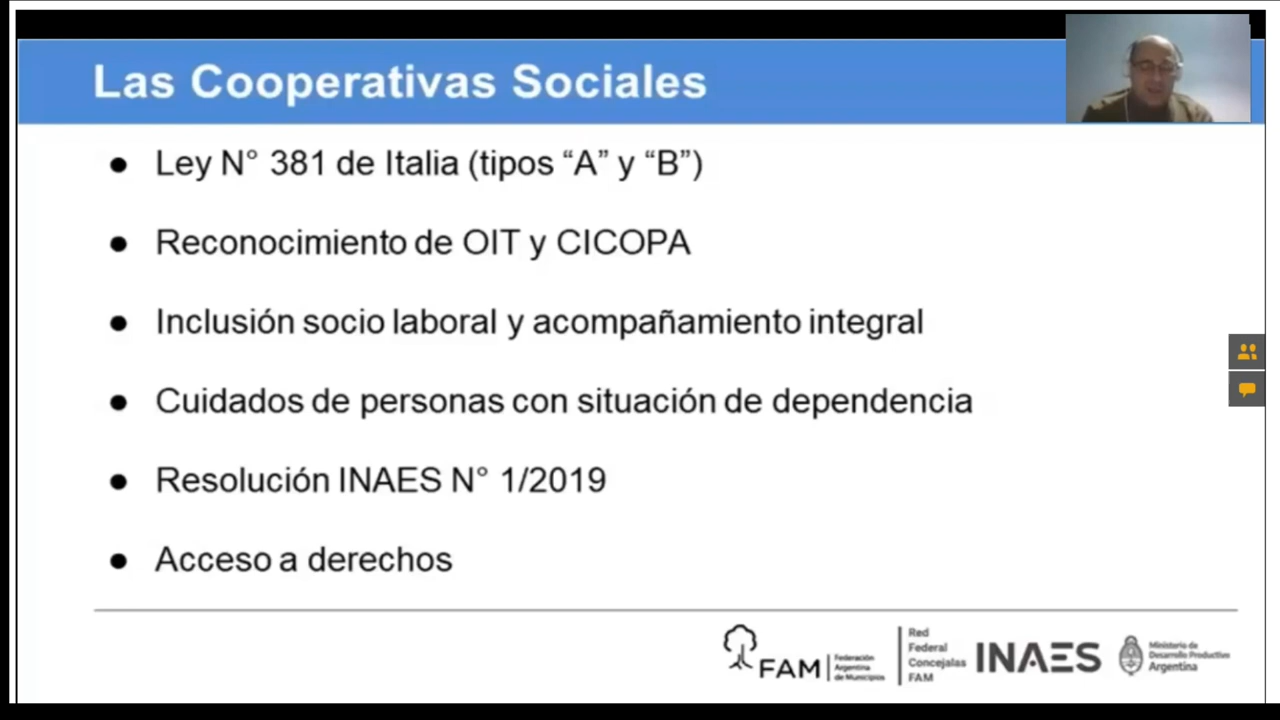 Las Cooperativas Sociales
● Ley N° 381 de Italia (tipos “A” y “B”)
● Reconocimiento de OIT y CICOPA
● Inclusión socio laboral y acompañamiento integral
● Cuidados de personas con situación de dependencia
● Resolución INAES N° 1/2019
● Acceso a derechos
FAM
Federación
Argentina
de Municipios
Red
Federal
Concejalas
FAM
INAES
Ministerio de
Desarrollo Productivo
Argentina